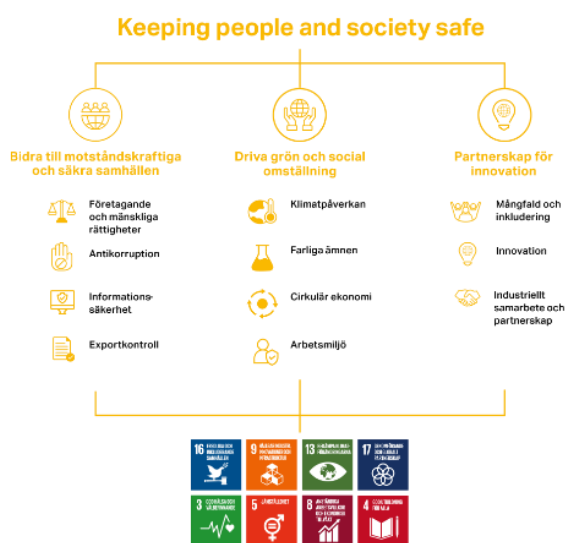 Keeping people and society safe
Bidra till motståndskraftiga
och säkra samhällen
Företagande
och mänskliga
rättigheter
Antikorruption
Informations-
säkerhet
Exportkontroll
Driva grön och social
omställning
Klimatpåverkan
Farliga ämnen
Cirkulär ekonomi
Arbetsmiljö
Partnerskap för
innovation
Mångfald och
inkludering
Innovation
Industriellt
samarbete och
partnerskap
16
SAMHÄLLEN
9
13
17
3
5 JÄMSTÄLLDHET
8
4